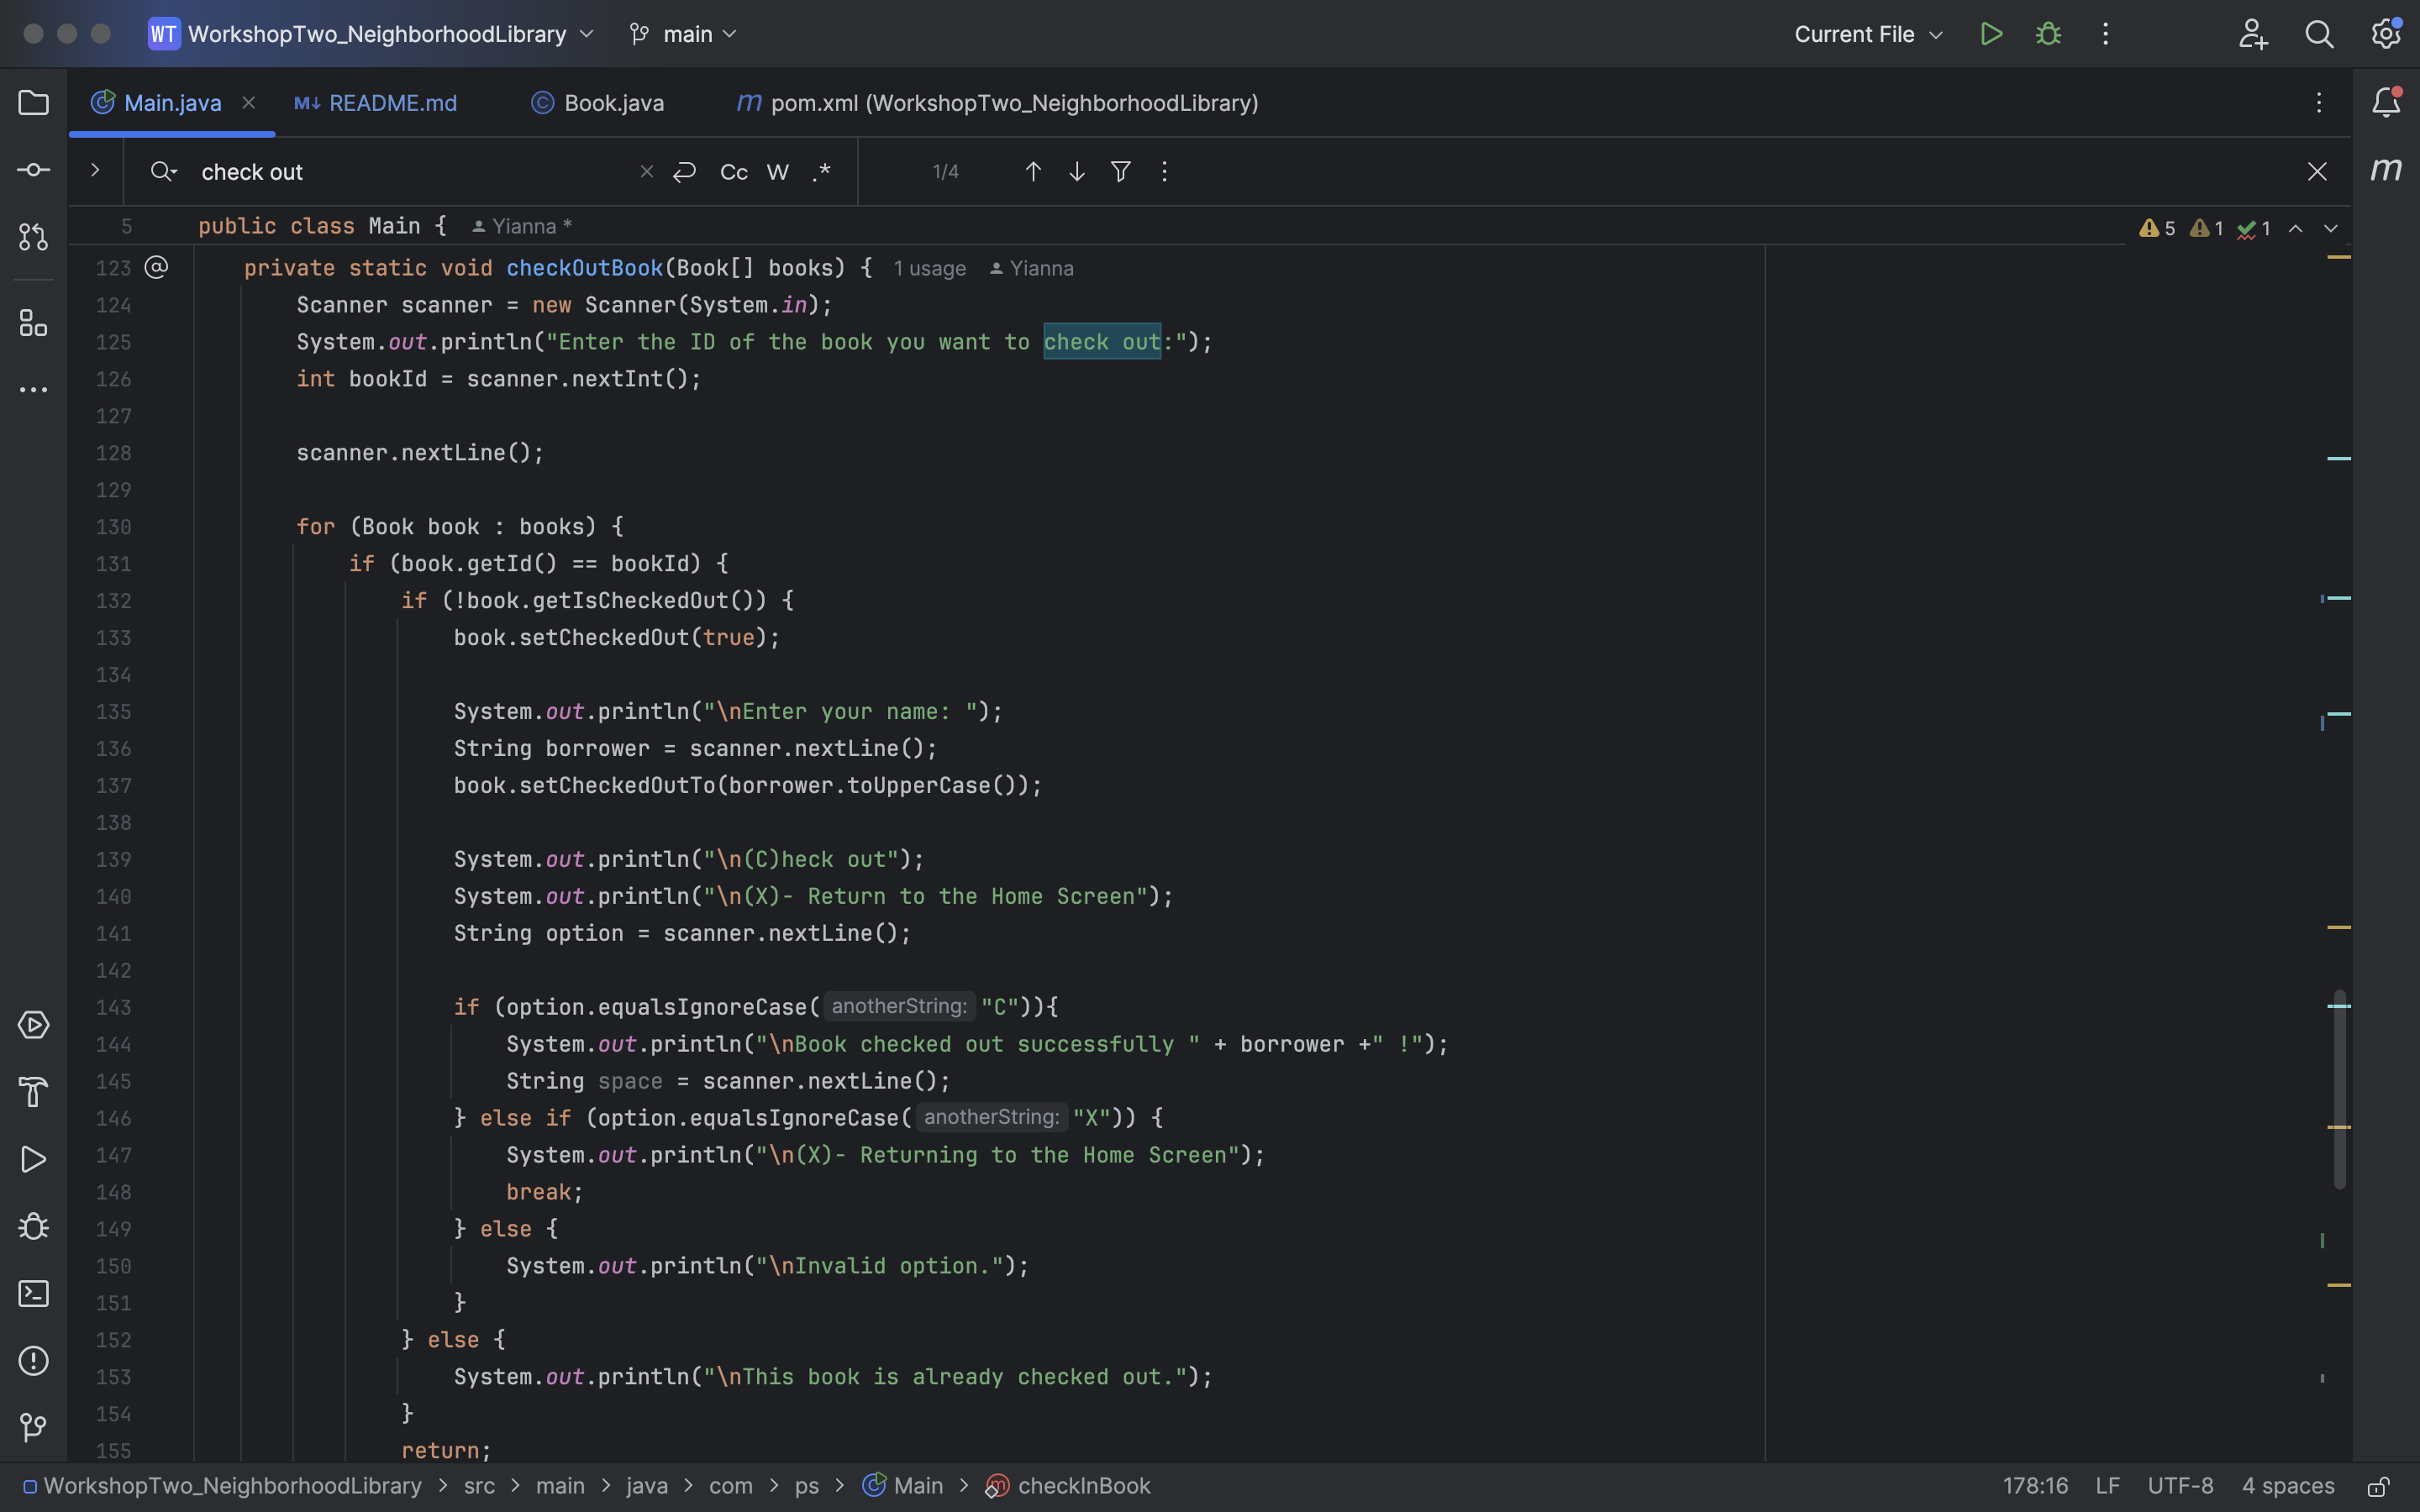 WT WorkshopTwo_NeighborhoodLibrary main Current File
Main.java README.md Book.java pom.xml (WorkshopTwo_NeighborhoodLibrary)
check out Cc W .* 1/4
5 public class Main { Yianna * 5 1 1
123 private static void checkOutBook(Book[] books) { 1 usage Yianna
124 Scanner scanner = new Scanner(System.in);
125 System.out.println("Enter the ID of the book you want to check out:");
126 int bookId = scanner.nextInt();
127
128 scanner.nextLine();
129
130 for (Book book : books) {
131 if (book.getId() == bookId) {
132 if (!book.getIsCheckedOut()) {
133 book.setCheckedOut(true);
134
135 System.out.println("\nEnter your name: ");
136 String borrower = scanner.nextLine();
137 book.setCheckedOutTo(borrower.toUpperCase());
138
139 System.out.println("\n(C)heck out");
140 System.out.println("\n(X)- Return to the Home Screen");
141 String option = scanner.nextLine();
142
143 if (option.equalsIgnoreCase( anotherString: "C")){
144 System.out.println("\nBook checked out successfully " + borrower +" !");
145 String space = scanner.nextLine();
146 } else if (option.equalsIgnoreCase( anotherString: "X")) {
147 System.out.println("\n(X)- Returning to the Home Screen");
148 break;
149 } else {
150 System.out.println("\nInvalid option.");
151 }
152 } else {
153 System.out.println("\nThis book is already checked out.");
154 }
155 return;
WorkshopTwo_NeighborhoodLibrary > src > main > java > com > ps > Main > checkInBook 178:16 LF UTF-8 4 spaces